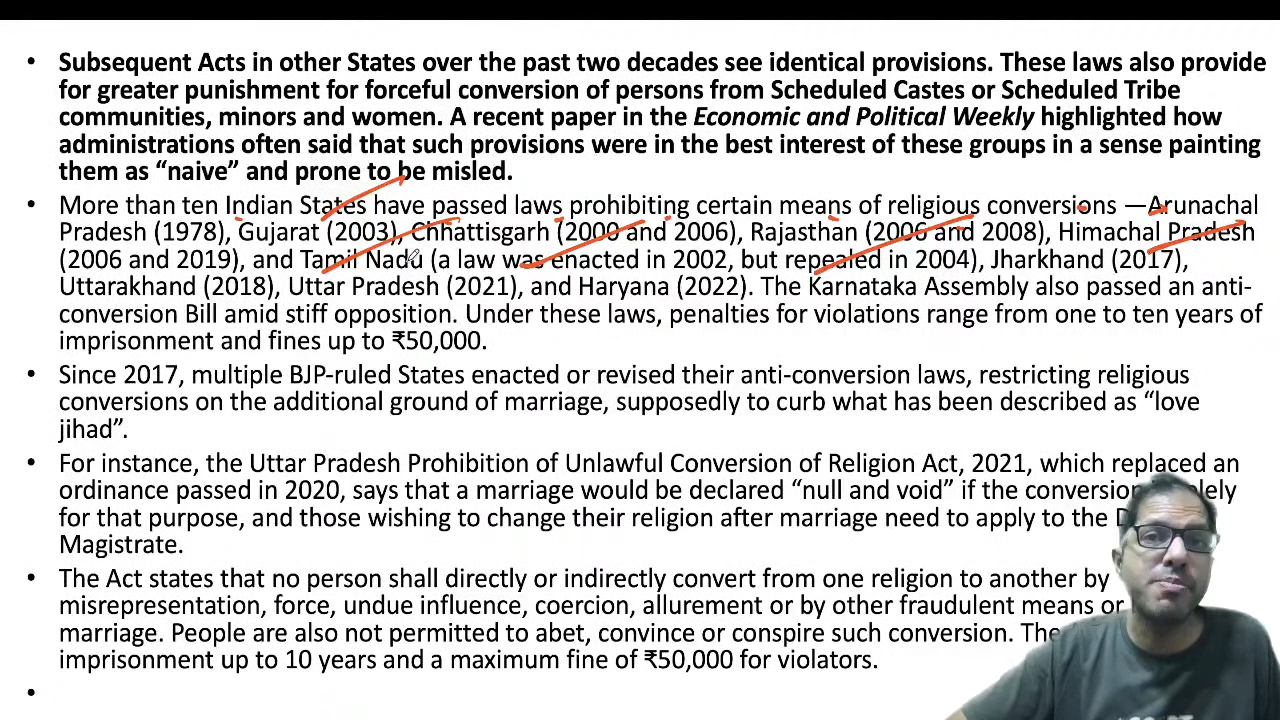 • Subsequent Acts in other States over the past two decades see identical provisions. These laws also provide
for greater punishment for forceful conversion of persons from Scheduled Castes or Scheduled Tribe
communities, minors and women. A recent paper in the Economic and Political Weekly highlighted how
administrations often said that such provisions were in the best interest of these groups in a sense painting
them as “naive” and prone to be misled.
• More than ten Indian States have passed laws prohibiting certain means of religious conversions —Arunachal
Pradesh (1978), Gujarat (2003), Chhattisgarh (2000 and 2006), Rajasthan (2006 and 2008), Himachal Pradesh
(2006 and 2019), and Tamil Nadu (a law was enacted in 2002, but repealed in 2004), Jharkhand (2017),
Uttarakhand (2018), Uttar Pradesh (2021), and Haryana (2022). The Karnataka Assembly also passed an anti-
conversion Bill amid stiff opposition. Under these laws, penalties for violations range from one to ten years of
imprisonment and fines up to ₹50,000.
• Since 2017, multiple BJP-ruled States enacted or revised their anti-conversion laws, restricting religious
conversions on the additional ground of marriage, supposedly to curb what has been described as “love
jihad”.
• For instance, the Uttar Pradesh Prohibition of Unlawful Conversion of Religion Act, 2021, which replaced an
ordinance passed in 2020, says that a marriage would be declared “null and void” if the conversion
for that purpose, and those wishing to change their religion after marriage need to apply to the
Magistrate.
• The Act states that no person shall directly or indirectly convert from one religion to another by
misrepresentation, force, undue influence, coercion, allurement or by other fraudulent means or
marriage. People are also not permitted to abet, convince or conspire such conversion. The
imprisonment up to 10 years and a maximum fine of ₹50,000 for violators.
•